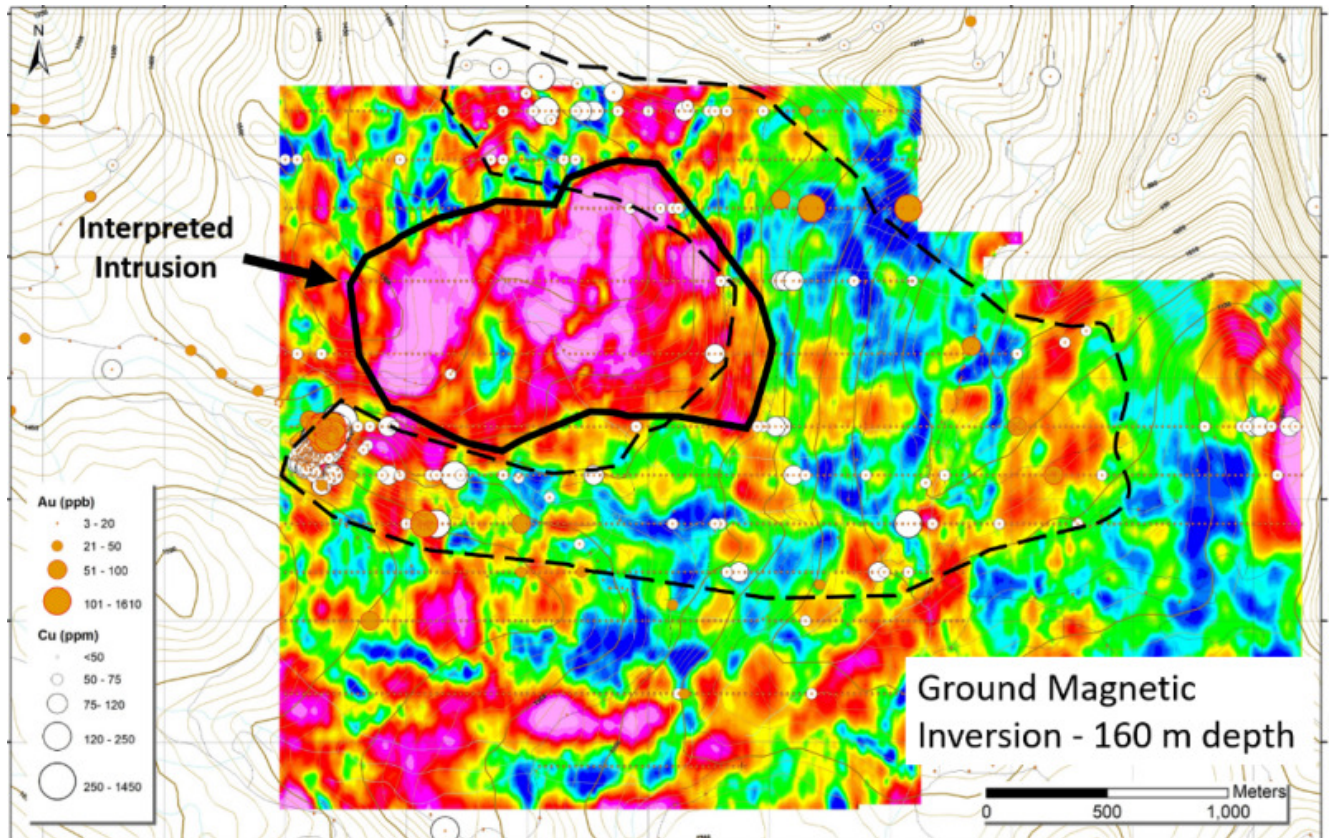 N
Interpreted
Intrusion
Au (ppb)
3 - 20
21 - 50
51 - 100
101 - 1610
Cu (ppm)
<50
50 - 75
75- 120
120 - 250
250 - 1450
Ground Magnetic
Inversion - 160 m depth
Meters
0 500 1,000